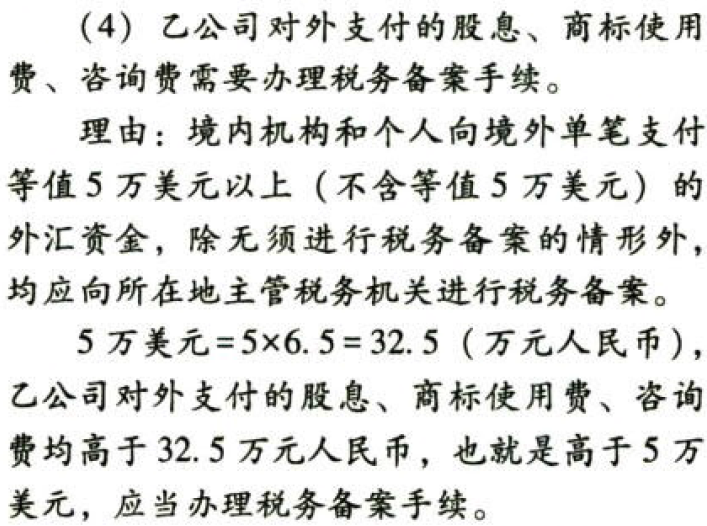 (4) 乙公司对外支付的股息、商标使用
费、咨询费需要办理税务备案手续。
理由：境内机构和个人向境外单笔支付
等值 5 万美元以上（不含等值 5 万美元）的
外汇资金，除无须进行税务备案的情形外，
均应向所在地主管税务机关进行税务备案。
5 万美元=5×6.5=32.5（万元人民币），
乙公司对外支付的股息、商标使用费、咨询
费均高于 32.5 万元人民币，也就是高于 5 万
美元，应当办理税务备案手续。